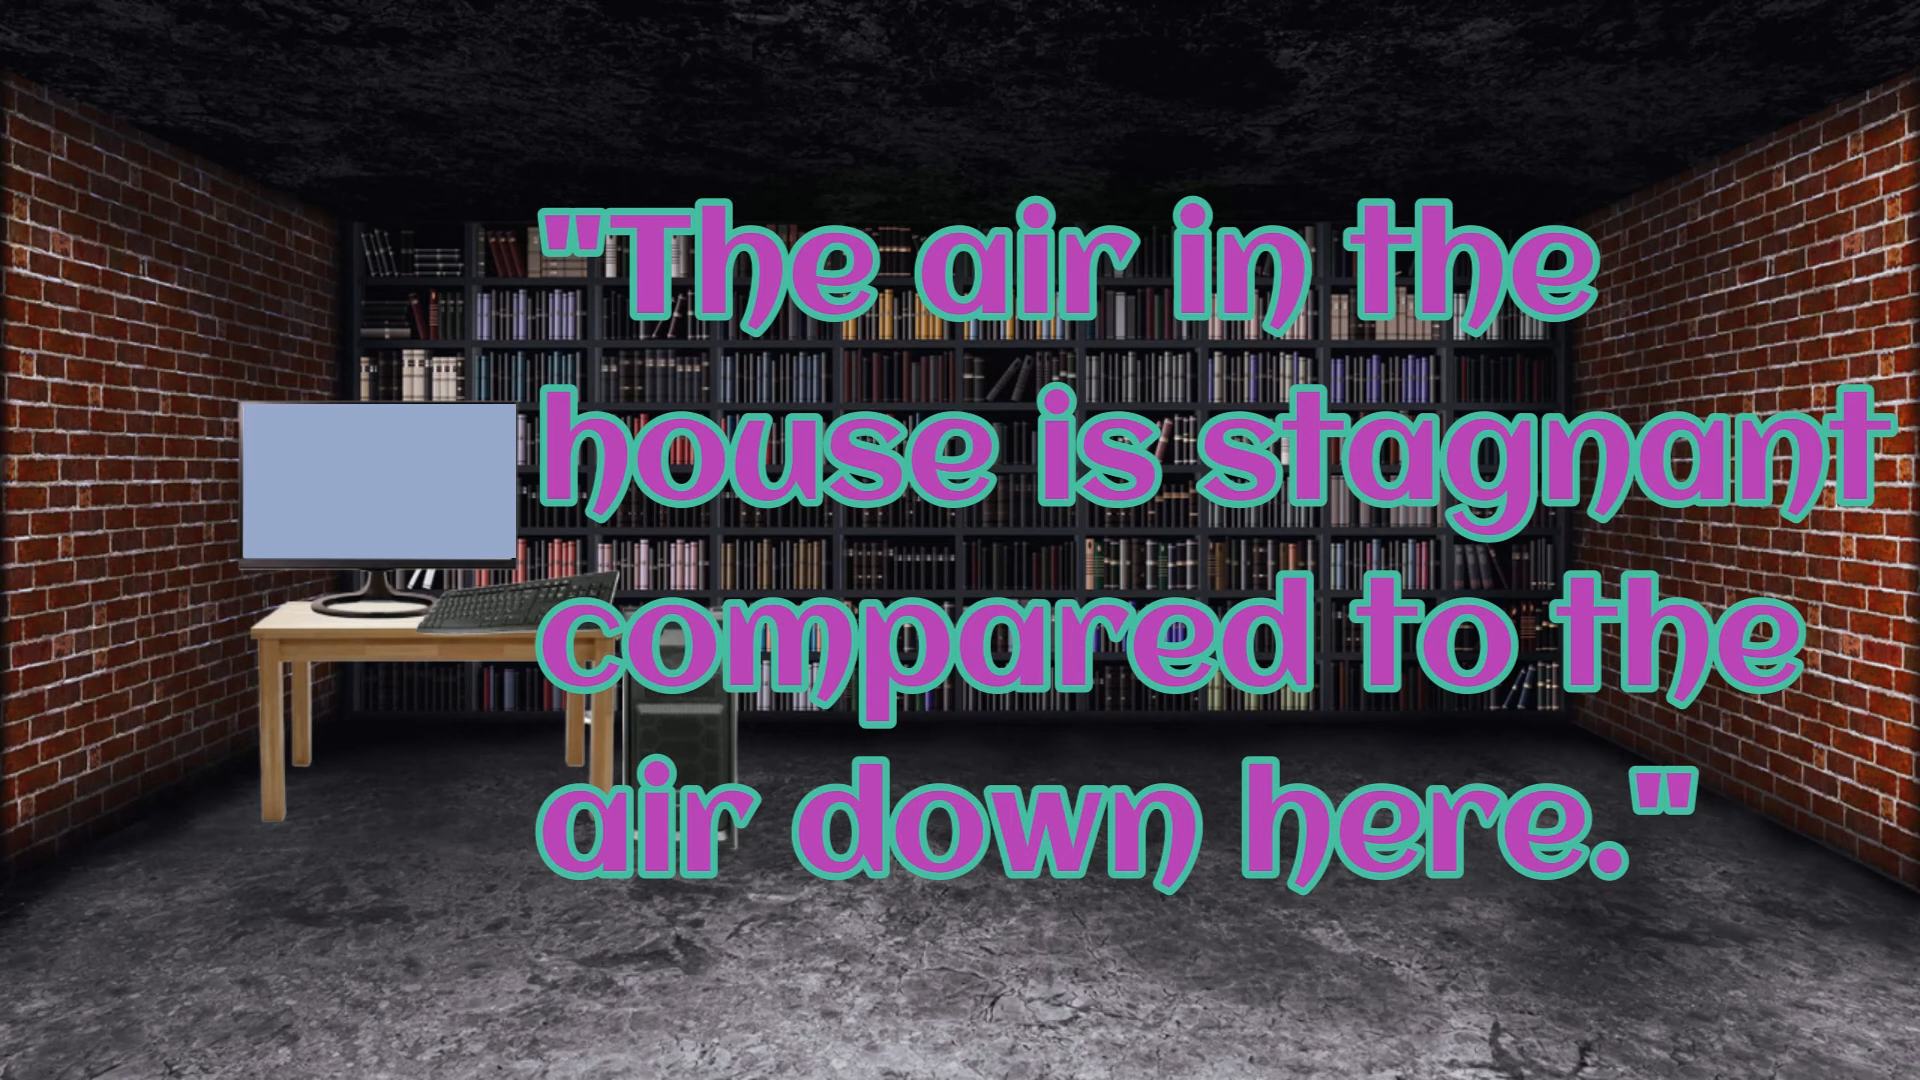 "The air in the
house is stagnant
compared to the
air down here."